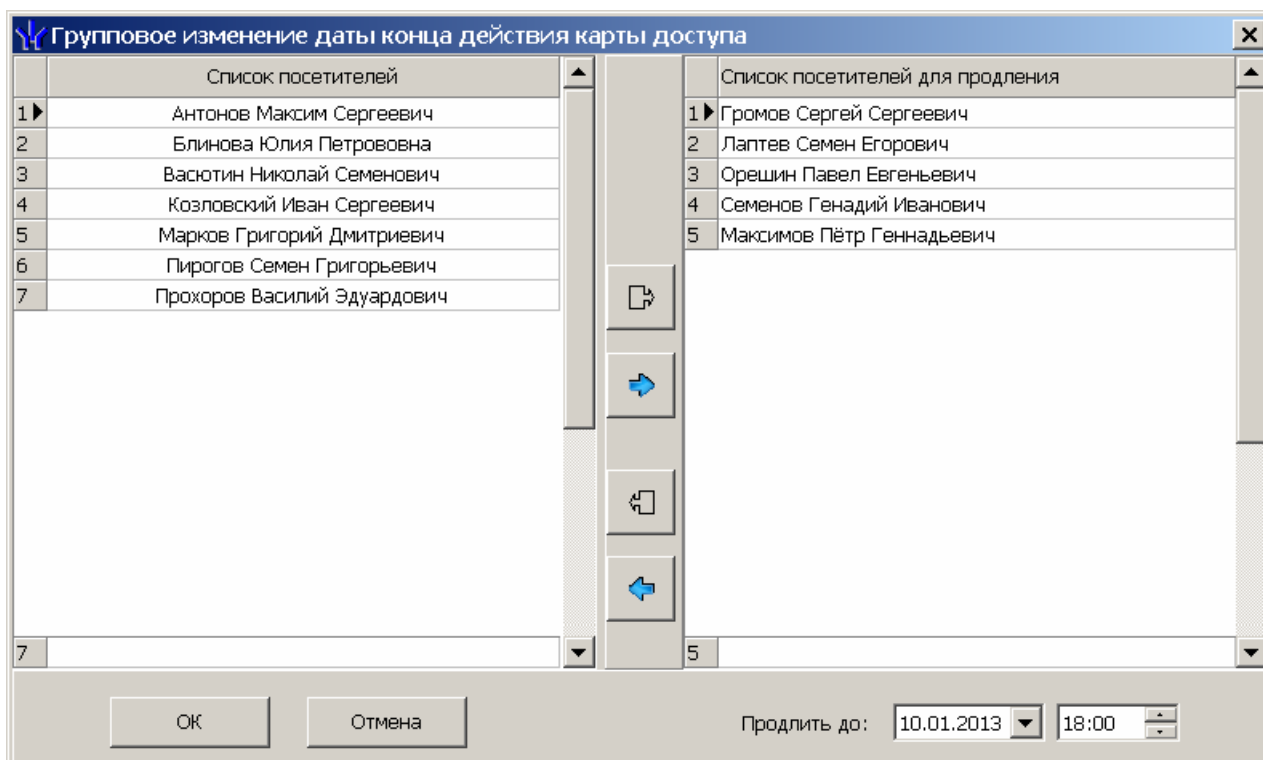 Групповое изменение даты конца действия карты доступа
Список посетителей
1 Антонов Максим Сергеевич
2 Блинова Юлия Петрововна
3 Васютин Николай Семенович
4 Козловский Иван Сергеевич
5 Марков Григорий Дмитриевич
6 Пирогов Семен Григорьевич
7 Прохоров Василий Эдуардович
7
Список посетителей для продления
1 Громов Сергей Сергеевич
2 Лаптев Семен Егорович
3 Орешин Павел Евгеньевич
4 Семенов Генадий Иванович
5 Максимов Пётр Геннадьевич
5
ОК Отмена Продлить до: 10.01.2013 18:00